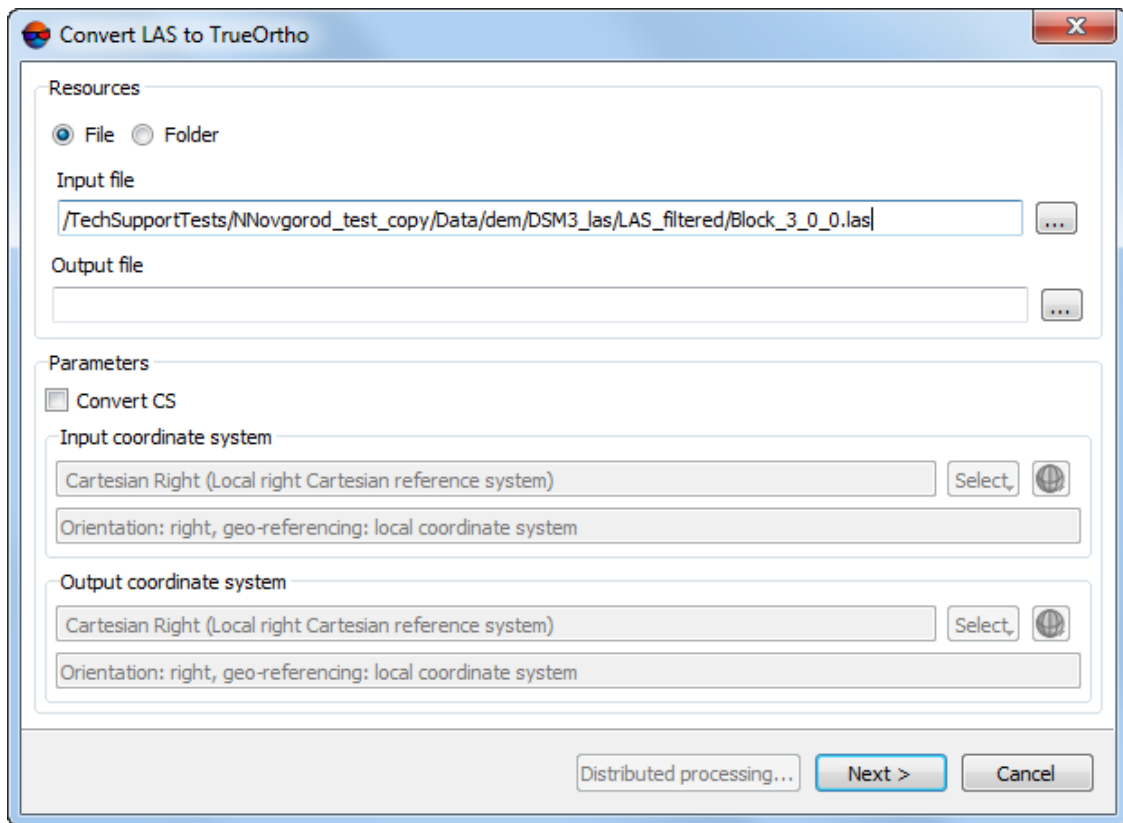 Convert LAS to TrueOrtho
Resources
File Folder
Input file
/TechSupportTests/NNovgorod_test_copy/Data/dem/DSM3_las/LAS_filtered/Block_3_0_0.las
...
Output file
...
Parameters
Convert CS
Input coordinate system
Cartesian Right (Local right Cartesian reference system) Select
Orientation: right, geo-referencing: local coordinate system
Output coordinate system
Cartesian Right (Local right Cartesian reference system) Select
Orientation: right, geo-referencing: local coordinate system
Distributed processing... Next > Cancel